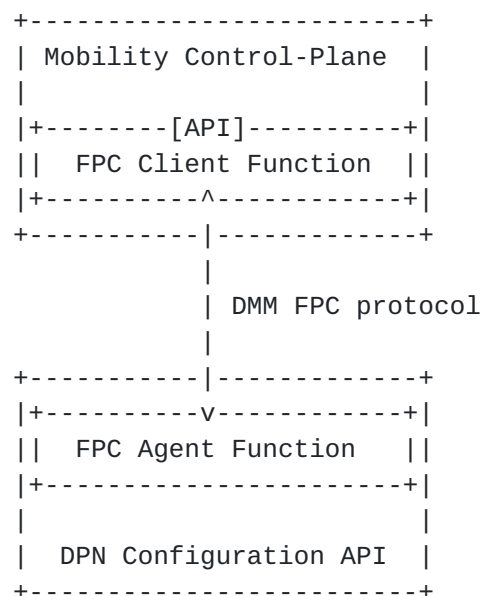 Mobility Control-Plane
[API]
FPC Client Function
DMM FPC protocol
FPC Agent Function
DPN Configuration API